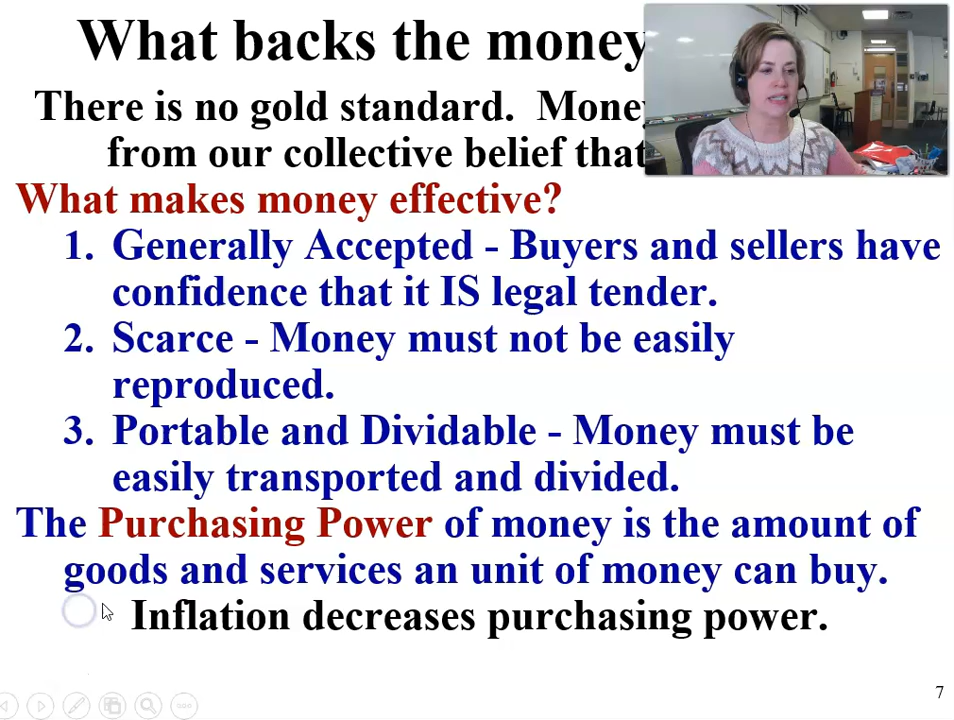 What backs the money
There is no gold standard. Money
from our collective belief that
What makes money effective?
1. Generally Accepted - Buyers and sellers have
confidence that it IS legal tender.
2. Scarce - Money must not be easily
reproduced.
3. Portable and Dividable - Money must be
easily transported and divided.
The Purchasing Power of money is the amount of
goods and services an unit of money can buy.
Inflation decreases purchasing power.
7